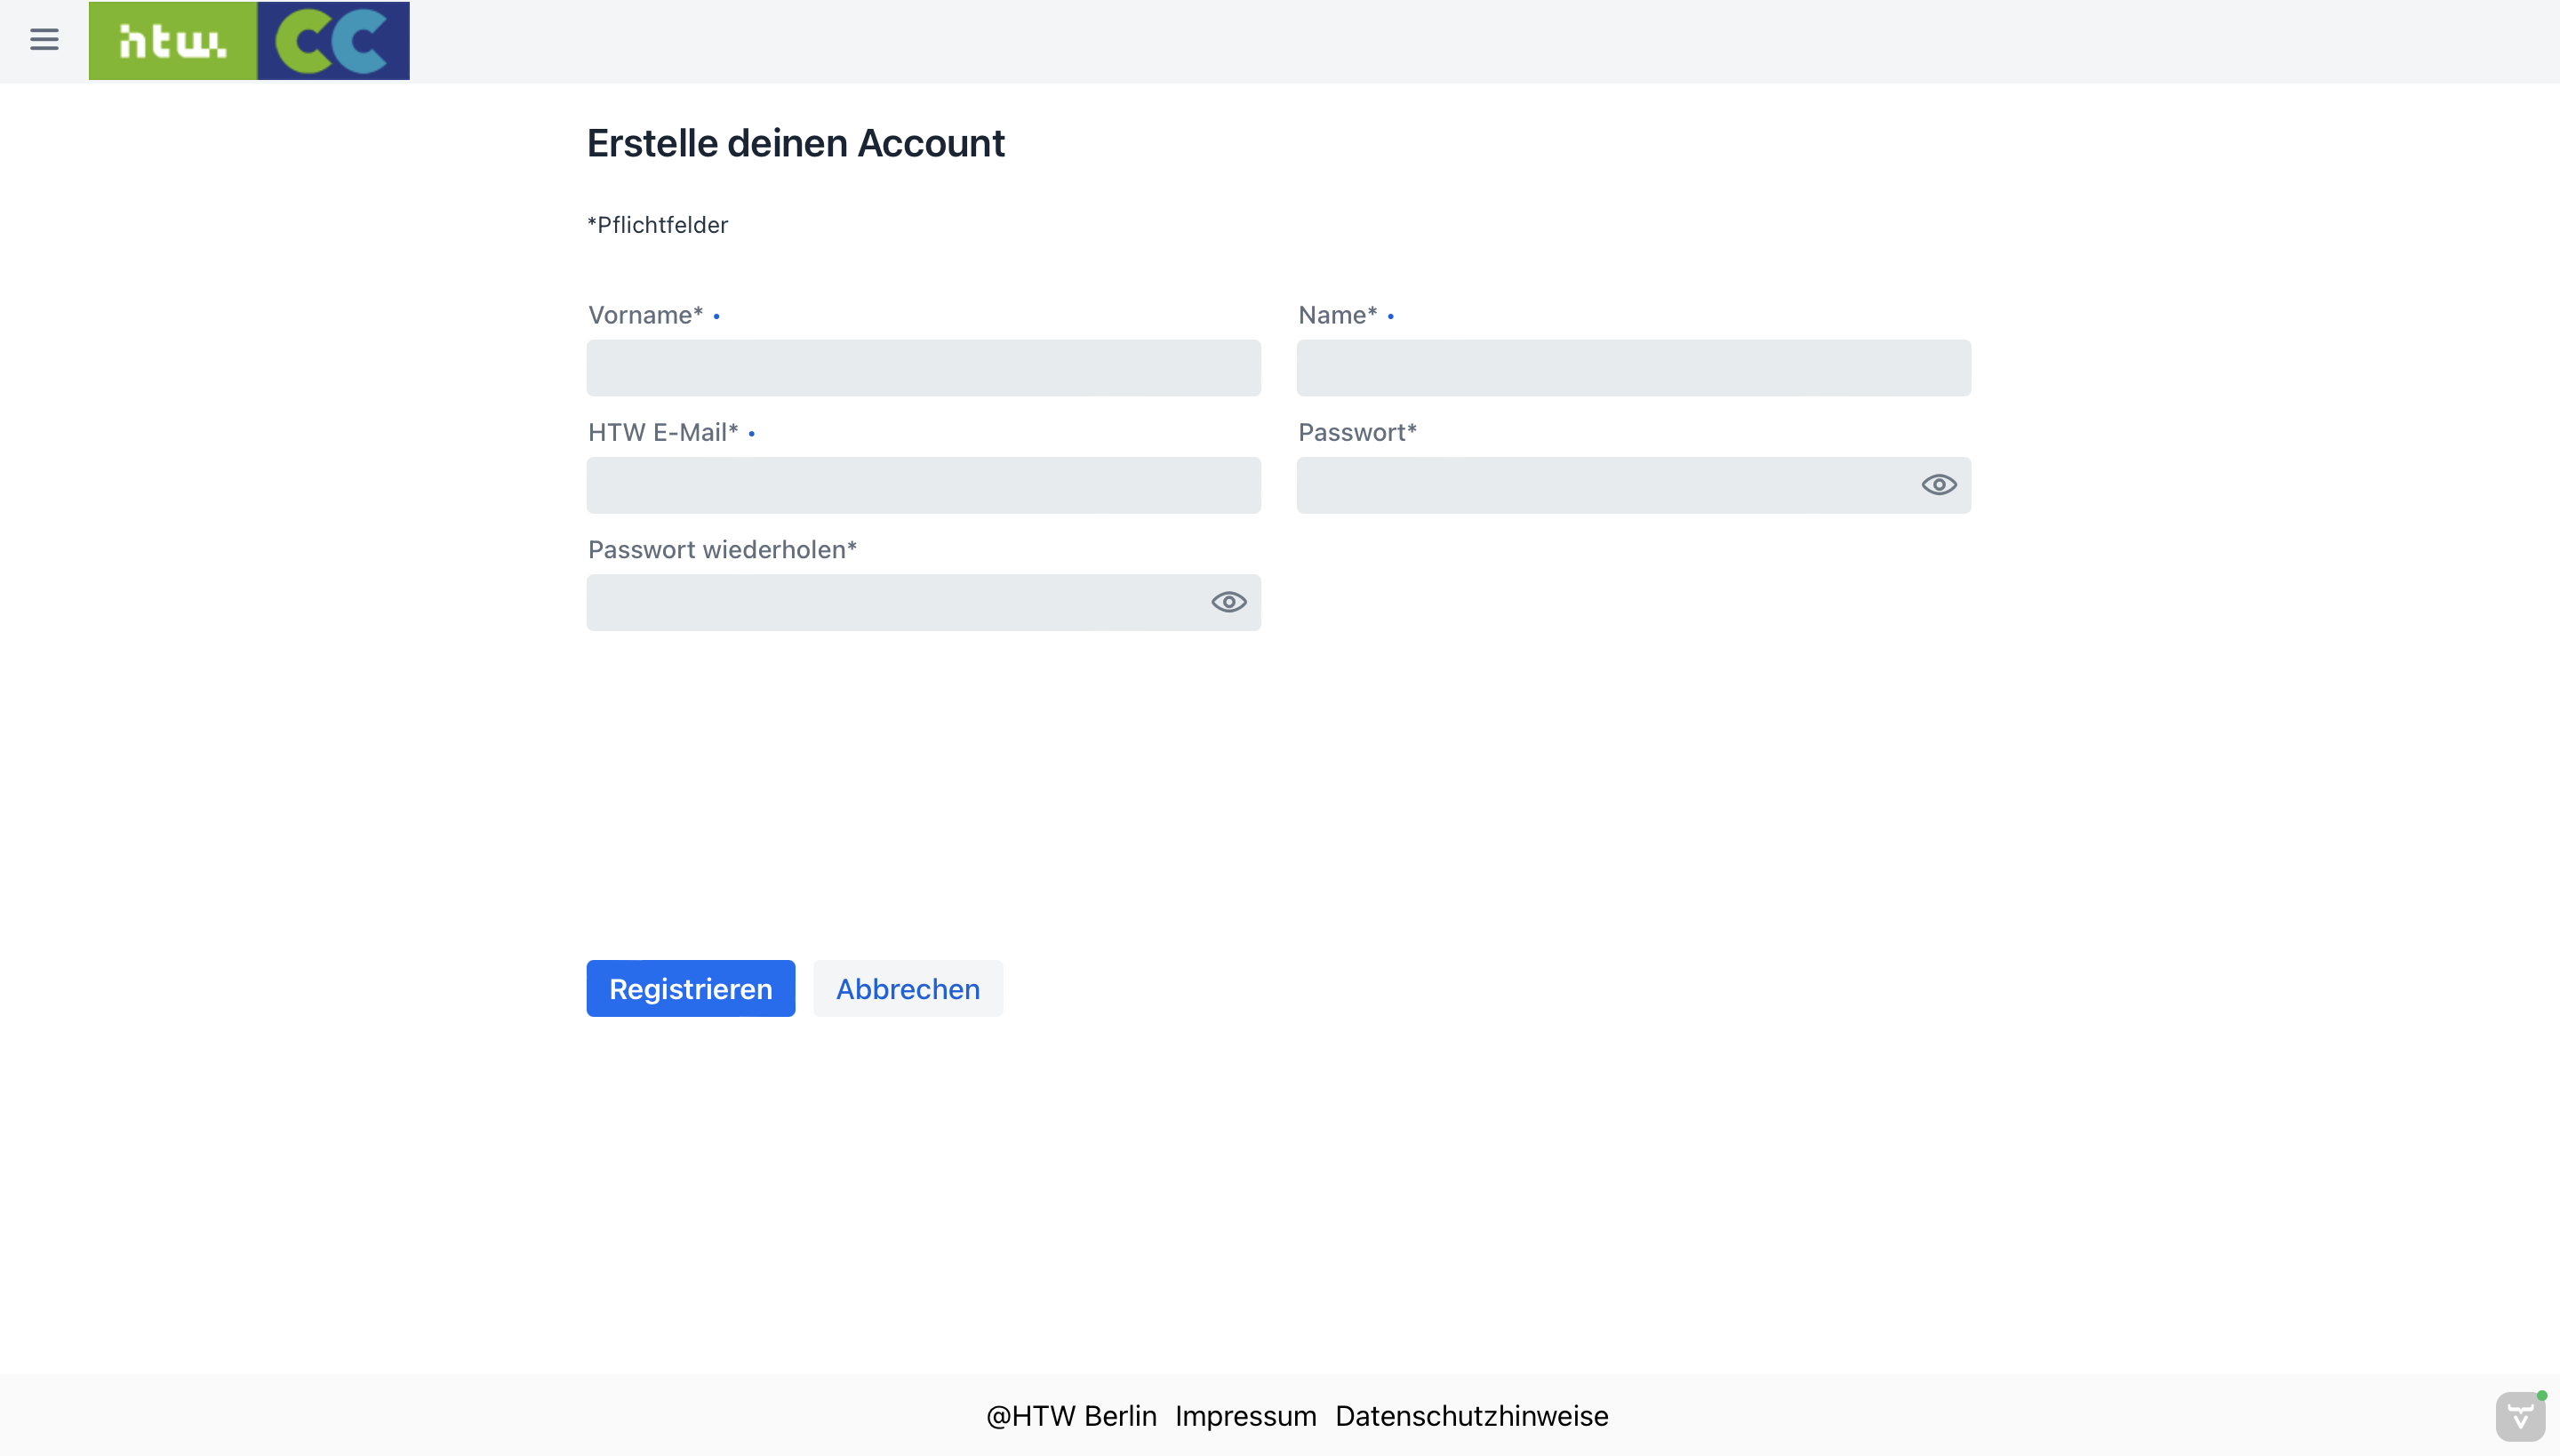 htw. CC
Erstelle deinen Account
*Pflichtfelder
Vorname* •
Name* •
HTW E-Mail* •
Passwort*
Passwort wiederholen*
Registrieren
Abbrechen
@HTW Berlin Impressum Datenschutzhinweise